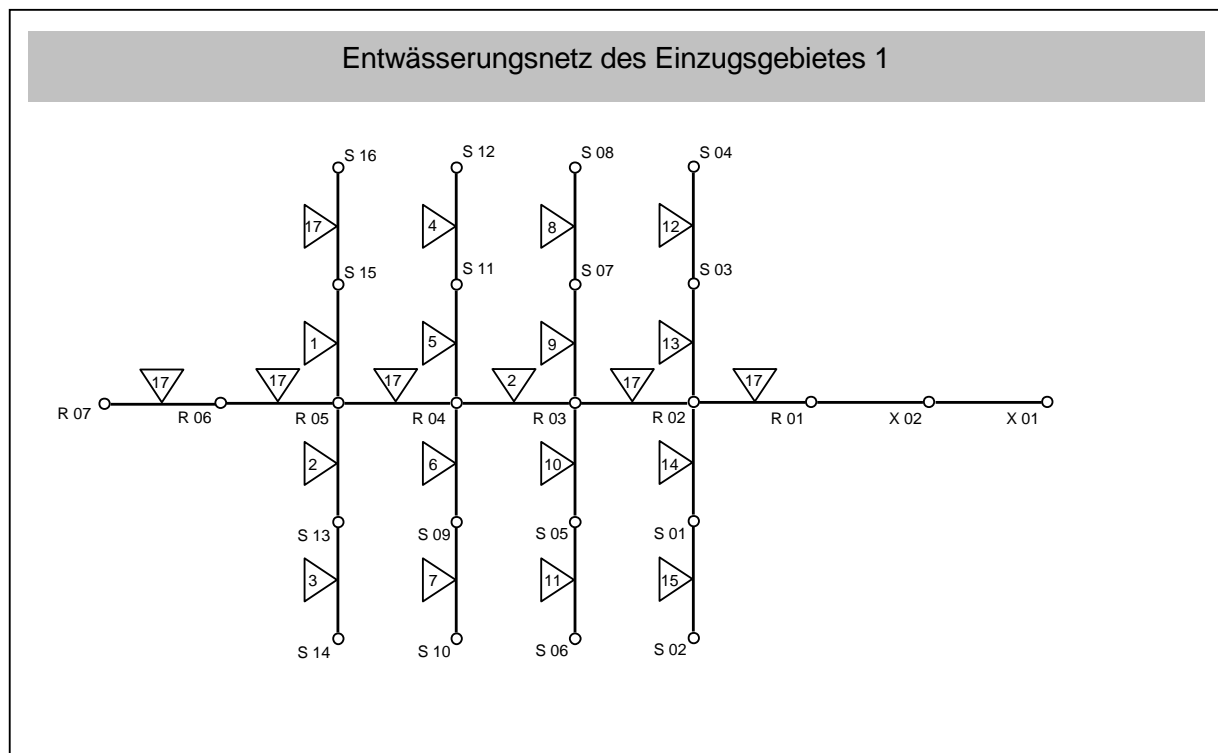 Entwässerungsnetz des Einzugsgebietes 1
S 16
S 12
S 08
S 04
17
4
8
12
S 15
S 11
S 07
S 03
1
5
9
13
17
17
17
2
17
17
R 07
R 06
R 05
R 04
R 03
R 02
R 01
X 02
X 01
2
6
10
14
S 13
S 09
S 05
S 01
3
7
11
15
S 14
S 10
S 06
S 02